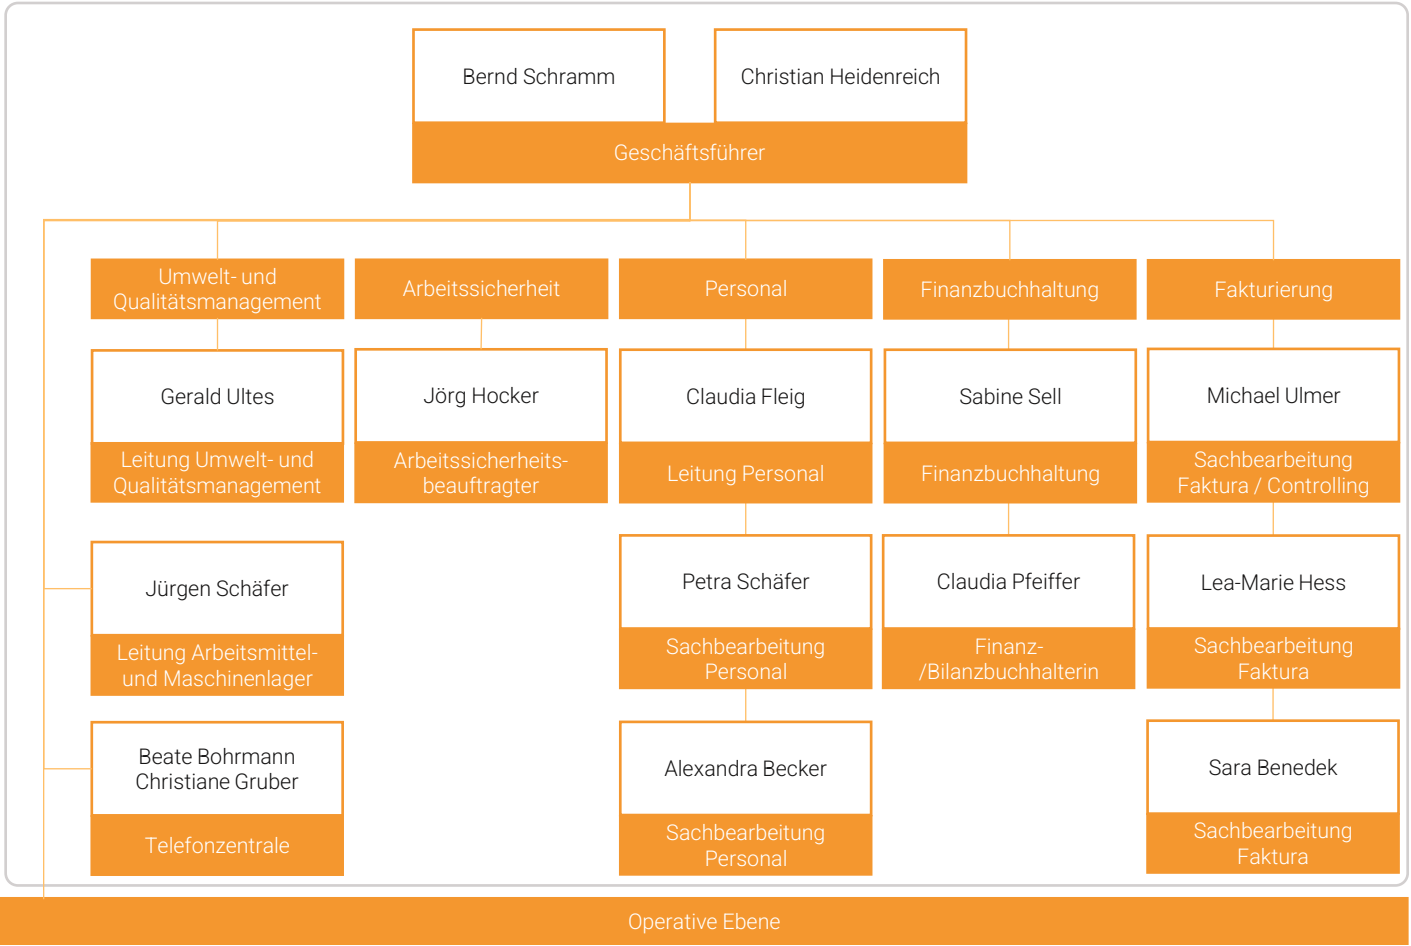 Bernd Schramm
Christian Heidenreich
Geschäftsführer
Umwelt- und
Qualitätsmanagement
Arbeitssicherheit
Personal
Finanzbuchhaltung
Fakturierung
Gerald Ultes
Leitung Umwelt- und
Qualitätsmanagement
Jörg Hocker
Arbeitssicherheits-
beauftragter
Claudia Fleig
Leitung Personal
Sabine Sell
Finanzbuchhaltung
Michael Ulmer
Sachbearbeitung
Faktura / Controlling
Jürgen Schäfer
Leitung Arbeitsmittel-
und Maschinenlager
Petra Schäfer
Sachbearbeitung
Personal
Claudia Pfeiffer
Finanz-
/Bilanzbuchhalterin
Lea-Marie Hess
Sachbearbeitung
Faktura
Beate Bohrmann
Christiane Gruber
Telefonzentrale
Alexandra Becker
Sachbearbeitung
Personal
Sara Benedek
Sachbearbeitung
Faktura
Operative Ebene